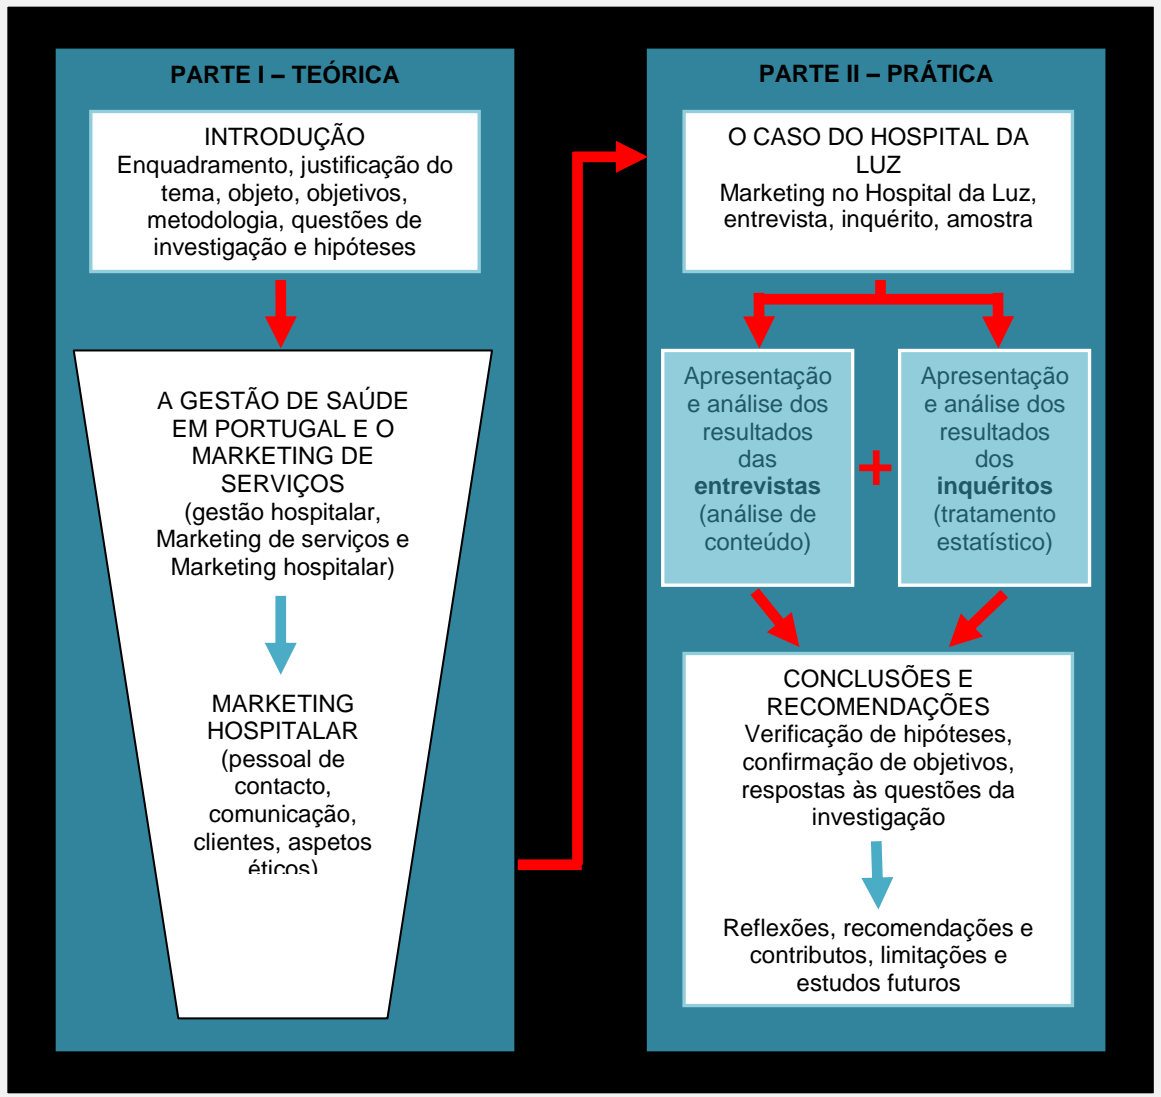 PARTE I – TEÓRICA
INTRODUÇÃO
Enquadramento, justificação do
tema, objeto, objetivos,
metodologia, questões de
investigação e hipóteses
A GESTÃO DE SAÚDE
EM PORTUGAL E O
MARKETING DE
SERVIÇOS
(gestão hospitalar,
Marketing de serviços e
Marketing hospitalar)
MARKETING
HOSPITALAR
(pessoal de
contacto,
comunicação,
clientes, aspetos
éticos)
PARTE II – PRÁTICA
O CASO DO HOSPITAL DA
LUZ
Marketing no Hospital da Luz,
entrevista, inquérito, amostra
Apresentação
e análise dos
resultados
das
entrevistas
(análise de
conteúdo)
+
Apresentação
e análise dos
resultados
dos
inquéritos
(tratamento
estatístico)
CONCLUSÕES E
RECOMENDAÇÕES
Verificação de hipóteses,
confirmação de objetivos,
respostas às questões da
investigação
Reflexões, recomendações e
contributos, limitações e
estudos futuros